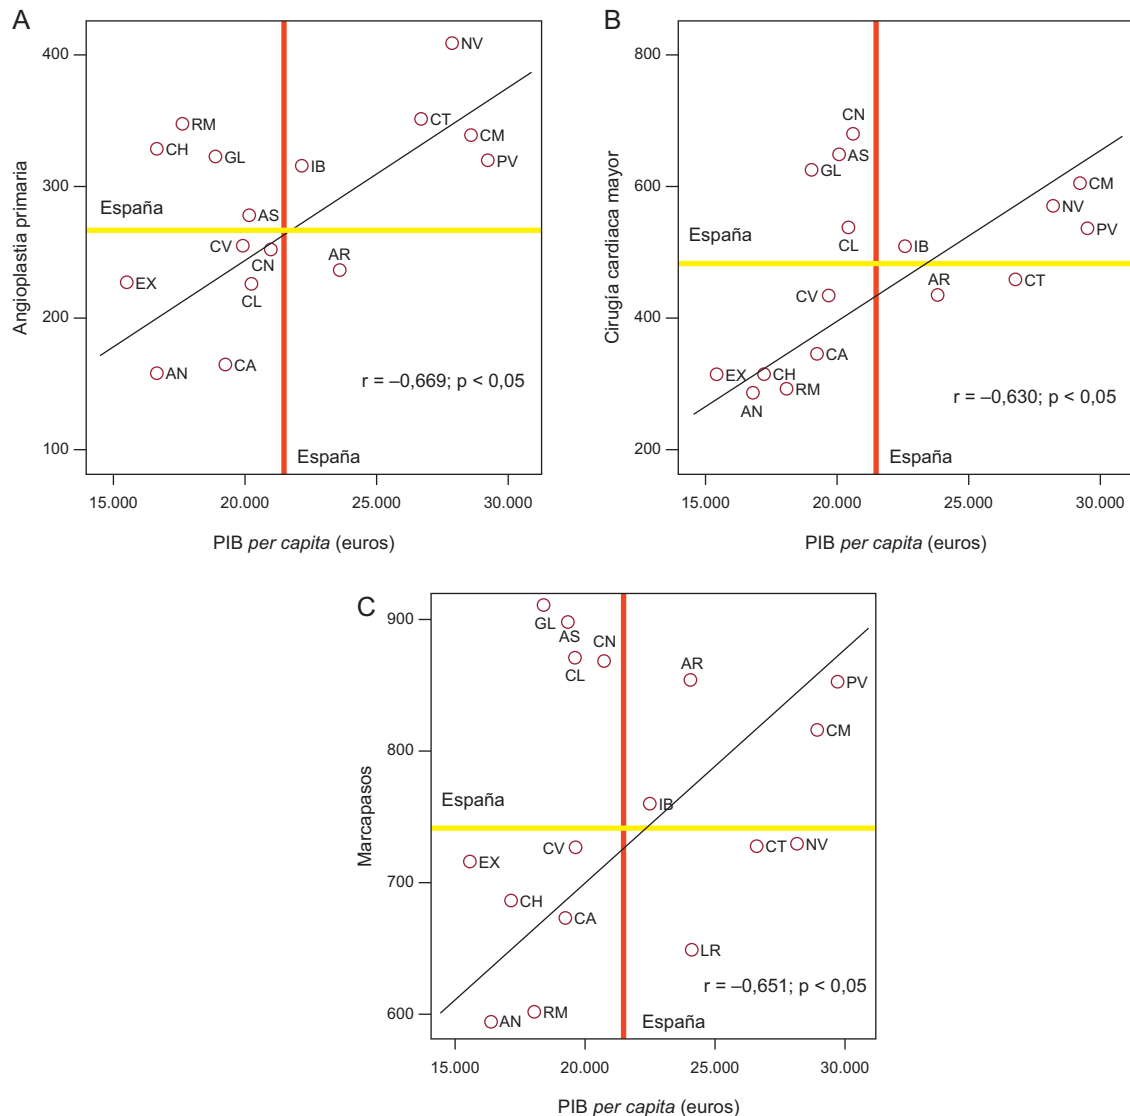 A
Angioplastia primaria
400
300
200
100
NV
RM
CT
CH
CM
GL
PV
IB
España
AS
CV
CN
AR
EX
CL
AN
CA
r = –0,669; p < 0,05
España
15.000 20.000 25.000 30.000
PIB per capita (euros)
B
Cirugía cardiaca mayor
800
600
400
200
CN
AS
GL
CM
NV
CL
PV
España
IB
CT
CV
AR
CA
EX
CH
RM
AN
r = –0,630; p < 0,05
España
15.000 20.000 25.000 30.000
PIB per capita (euros)
C
Marcapasos
900
800
700
600
GL
AS
CN
CL
AR
PV
CM
España
IB
CV
CT
NV
EX
CH
CA
LR
r = –0,651; p < 0,05
RM
AN
España
15.000 20.000 25.000 30.000
PIB per capita (euros)